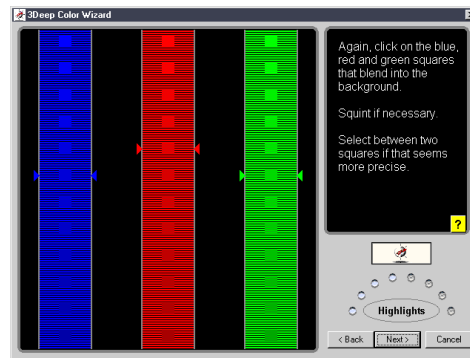 3Deep Color Wizard
Again, click on the blue,
red and green squares
that blend into the
background.
Squint if necessary.
Select between two
squares if that seems
more precise.
?
Highlights
< Back Next > Cancel